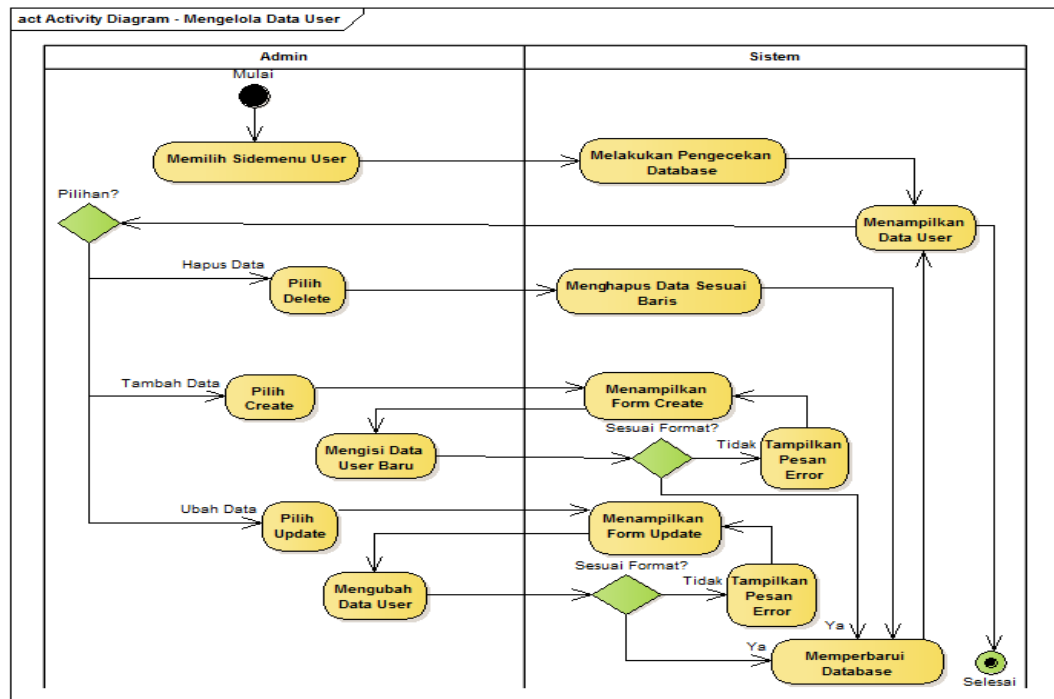 act Activity Diagram - Mengelola Data User
Admin
Sistem
Mulai
Memilih Sidemenu User
Melakukan Pengecekan
Database
Pilihan?
Menampilkan
Data User
Hapus Data
Pilih
Delete
Menghapus Data Sesuai
Baris
Tambah Data
Pilih
Create
Menampilkan
Form Create
Mengisi Data
User Baru
Sesuai Format?
Tidak
Tampilkan
Pesan
Error
Ubah Data
Pilih
Update
Menampilkan
Form Update
Mengubah
Data User
Sesuai Format?
Tidak
Tampilkan
Pesan
Error
Ya
Ya
Memperbarui
Database
Selesai